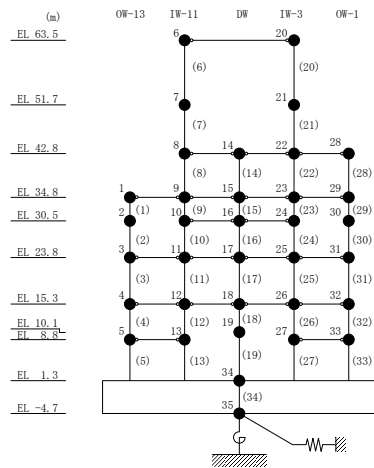 (m) OW-13 IW-11 DW IW-3 OW-1
EL 63.5 6 20
(6) (20)
EL 51.7 7 21
(7) (21)
EL 42.8 8 14 22 28
(8) (14) (22) (28)
EL 34.8 1 9 15 23 29
(1) (9) (15) (23) (29)
EL 30.5 2 10 16 24 30
(2) (10) (16) (24) (30)
EL 23.8 3 11 17 25 31
(3) (11) (17) (25) (31)
EL 15.3 4 12 18 26 32
(4) (12) (18) (26) (32)
EL 10.1 19
EL 8.8 5 13 27 33
(5) (13) (19) (27) (33)
EL 1.3 34
(34)
EL -4.7 35